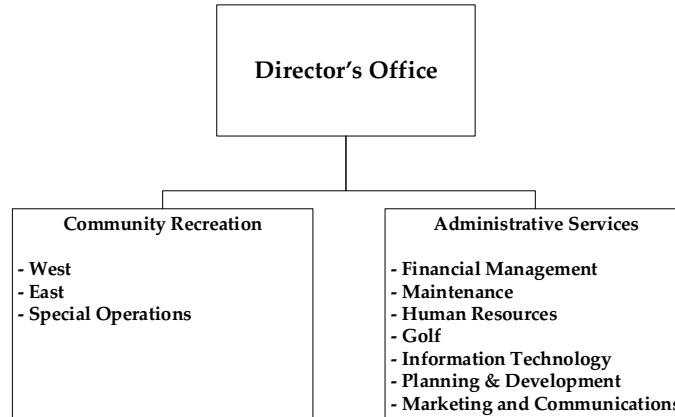 Director’s Office
Community Recreation
- West
- East
- Special Operations
Administrative Services
- Financial Management
- Maintenance
- Human Resources
- Golf
- Information Technology
- Planning & Development
- Marketing and Communications